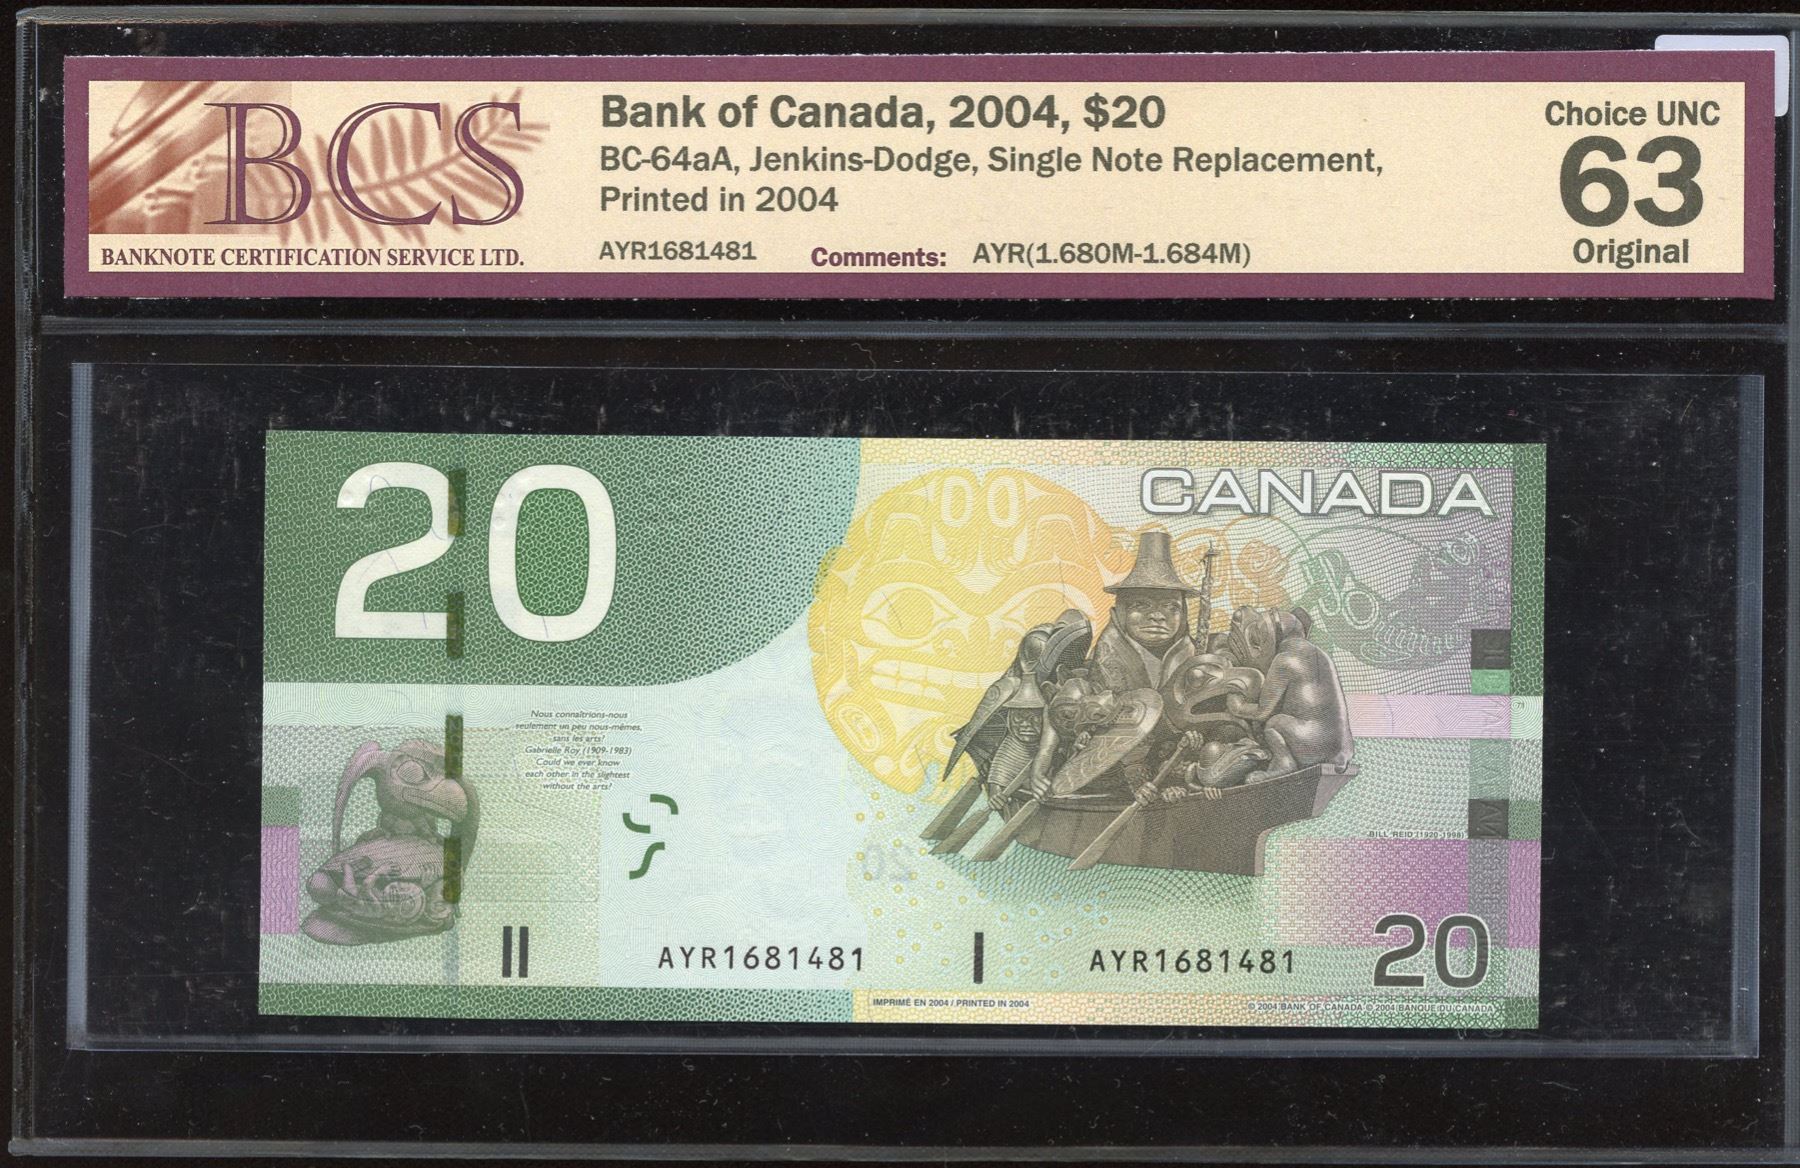 BCS
BANKNOTE CERTIFICATION SERVICE LTD.
Bank of Canada, 2004, $20
BC-64aA, Jenkins-Dodge, Single Note Replacement,
Printed in 2004
AYR1681481 Comments: AYR(1.680M-1.684M)
Choice UNC
63
Original
20
CANADA
Nous connaîtrions-nous
seulement un peu nous-mêmes,
sans les arts?
Gabrielle Roy (1909-1983)
Could we ever know
each other in the slightest
without the arts?
BILL REID (1920-1998)
AYR1681481
AYR1681481
20
IMPRIMÉ EN 2004 / PRINTED IN 2004
© 2004 BANK OF CANADA © 2004 BANQUE DU CANADA